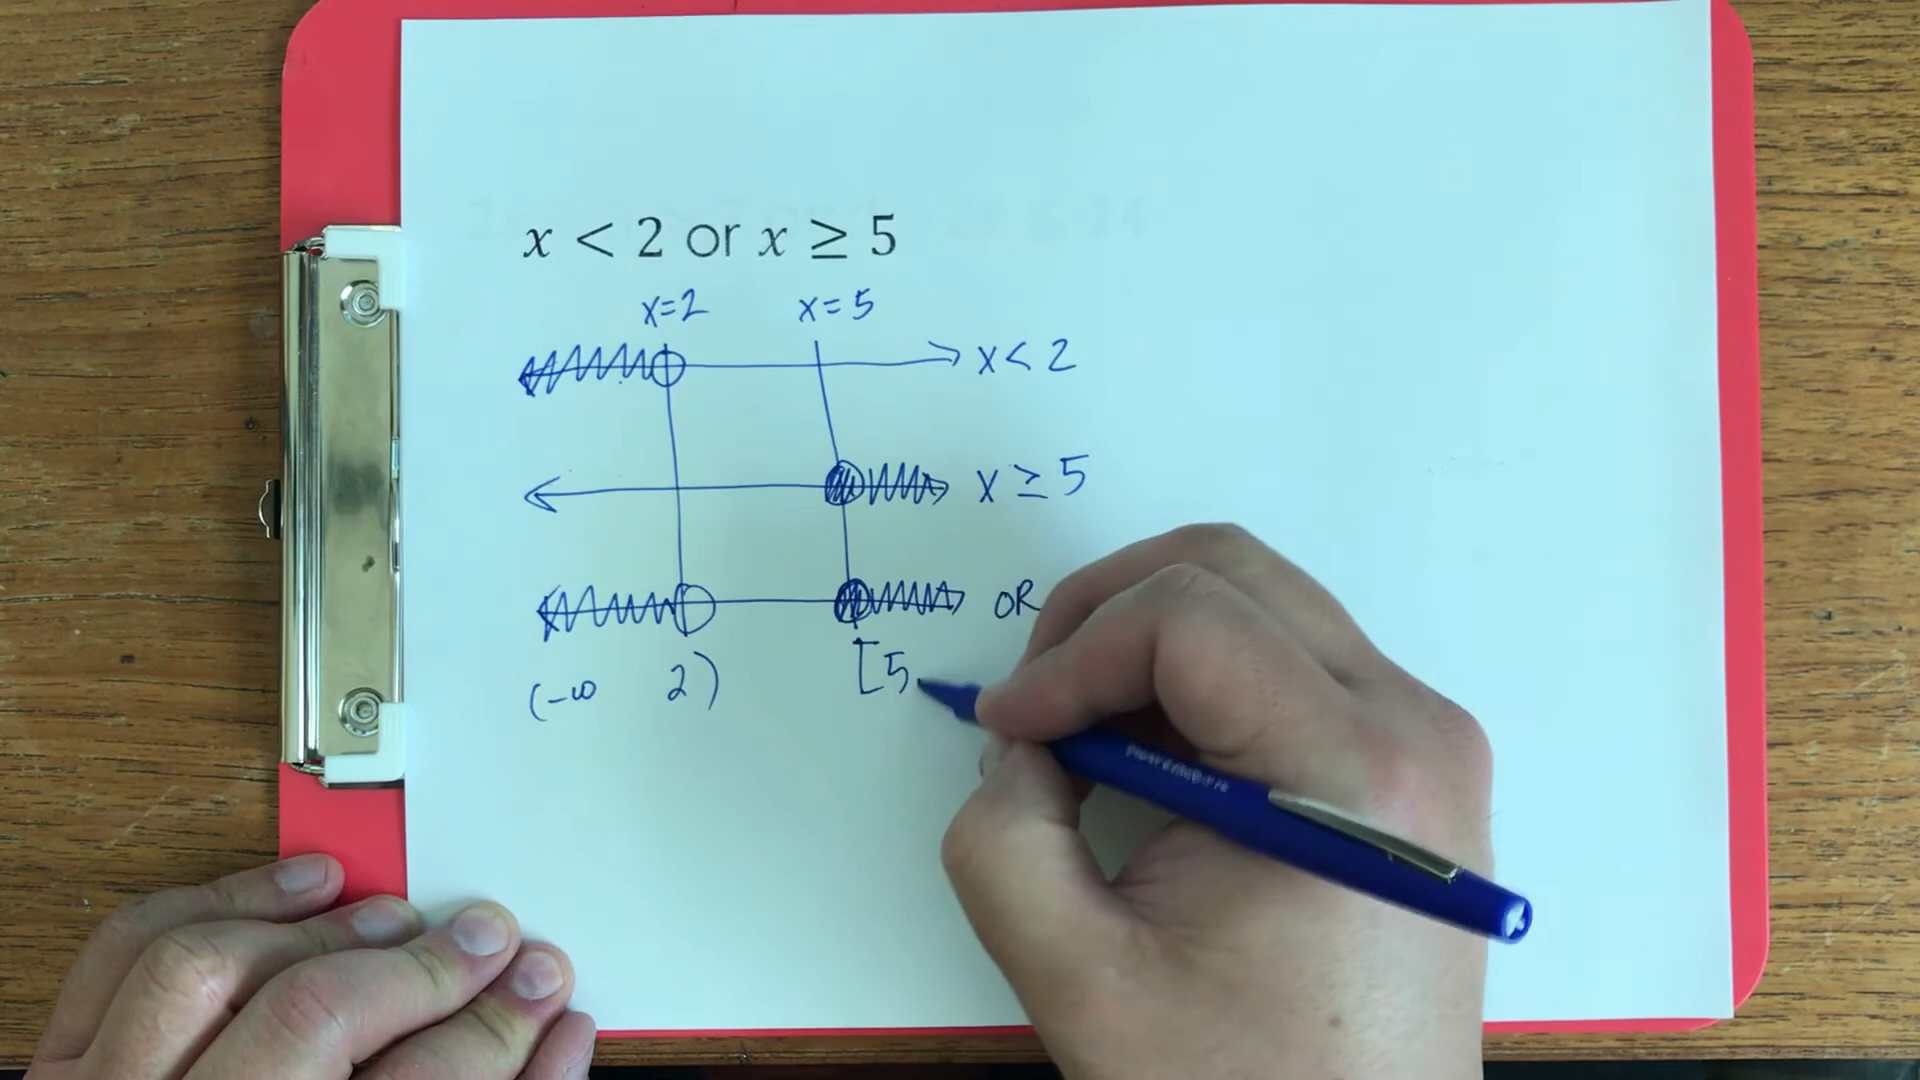 x < 2 or x ≥ 5
x=2 x=5
x<2
x≥5
OR
(-∞ 2) [5,